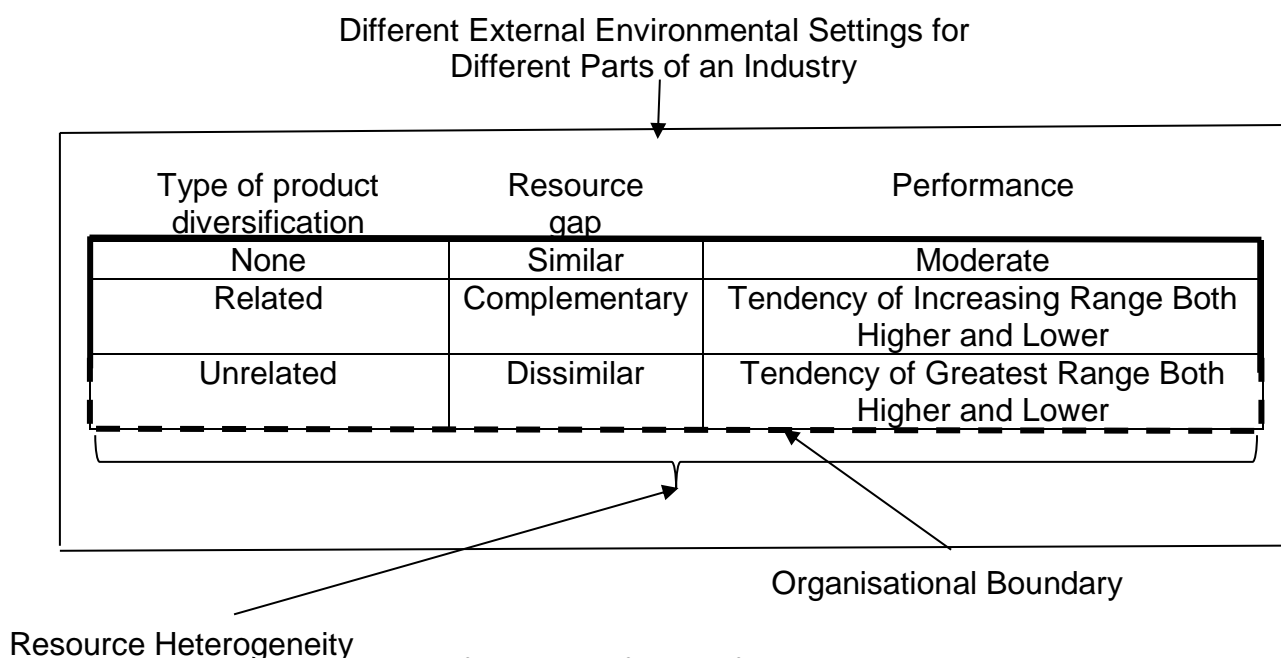 Different External Environmental Settings for
Different Parts of an Industry
Type of product
diversification
Resource
gap
Performance
None
Similar
Moderate
Related
Complementary
Tendency of Increasing Range Both
Higher and Lower
Unrelated
Dissimilar
Tendency of Greatest Range Both
Higher and Lower
Organisational Boundary
Resource Heterogeneity